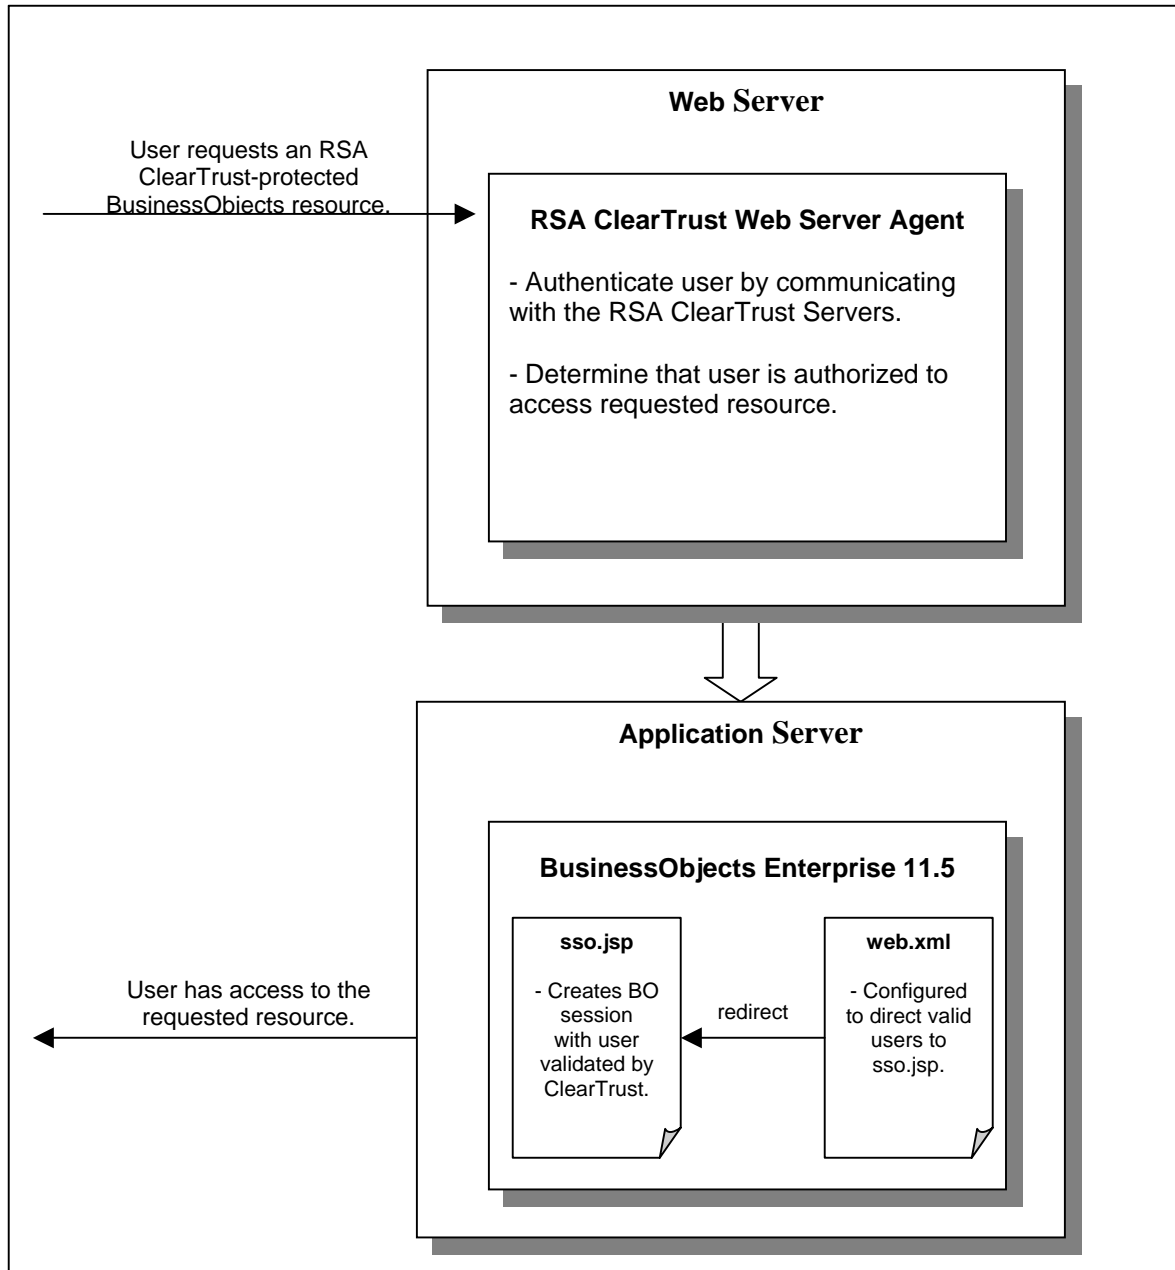 Web Server
User requests an RSA
ClearTrust-protected
BusinessObjects resource.
RSA ClearTrust Web Server Agent
- Authenticate user by communicating
with the RSA ClearTrust Servers.
- Determine that user is authorized to
access requested resource.
Application Server
BusinessObjects Enterprise 11.5
sso.jsp
- Creates BO
session
with user
validated by
ClearTrust.
redirect
web.xml
- Configured
to direct valid
users to
sso.jsp.
User has access to the
requested resource.